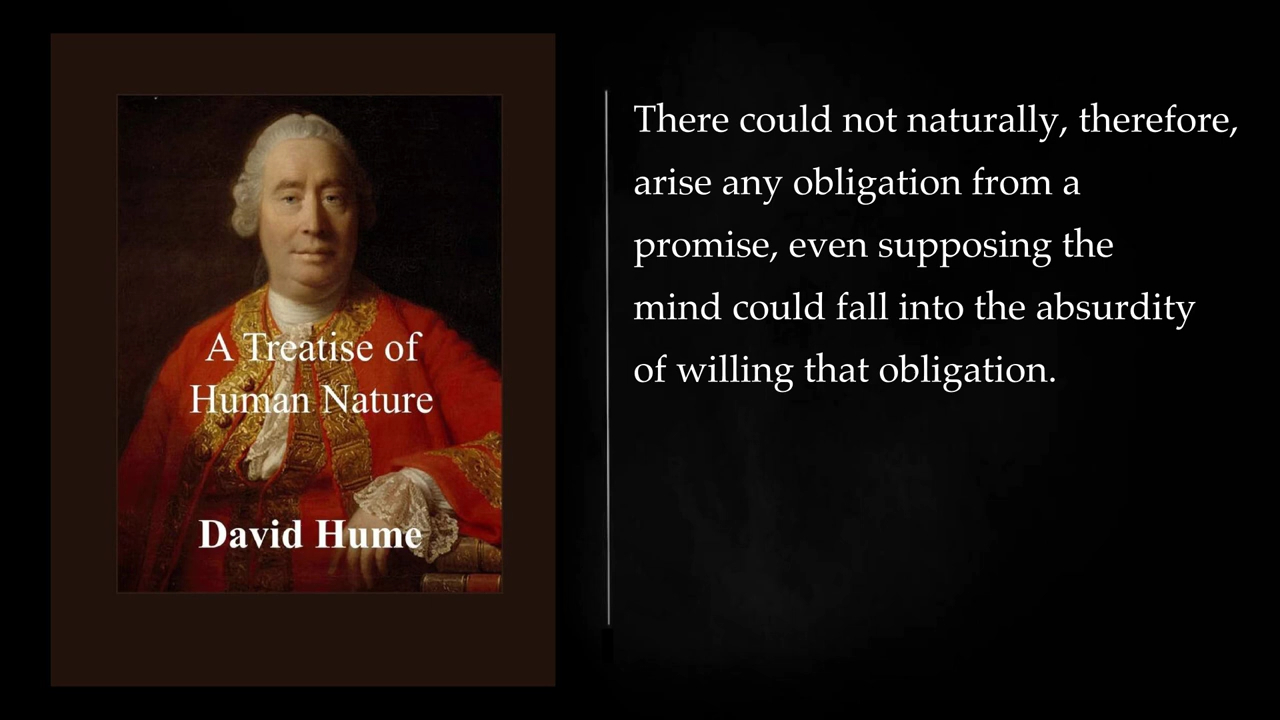 A Treatise of
Human Nature
David Hume
There could not naturally, therefore,
arise any obligation from a
promise, even supposing the
mind could fall into the absurdity
of willing that obligation.